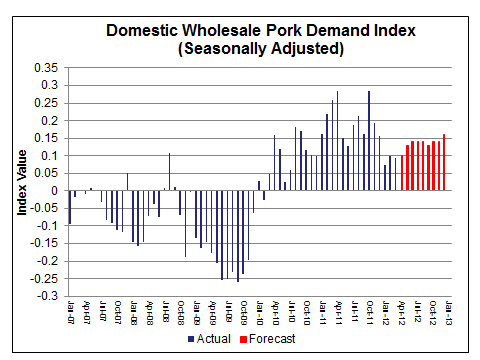 Domestic Wholesale Pork Demand Index
(Seasonally Adjusted)
Index Value
0.35
0.3
0.25
0.2
0.15
0.1
0.05
0
-0.05
-0.1
-0.15
-0.2
-0.25
-0.3
Jan-07
Apr-07
Jul-07
Oct-07
Jan-08
Apr-08
Jul-08
Oct-08
Jan-09
Apr-09
Jul-09
Oct-09
Jan-10
Apr-10
Jul-10
Oct-10
Jan-11
Apr-11
Jul-11
Oct-11
Jan-12
Apr-12
Jul-12
Oct-12
Jan-13
Actual Forecast